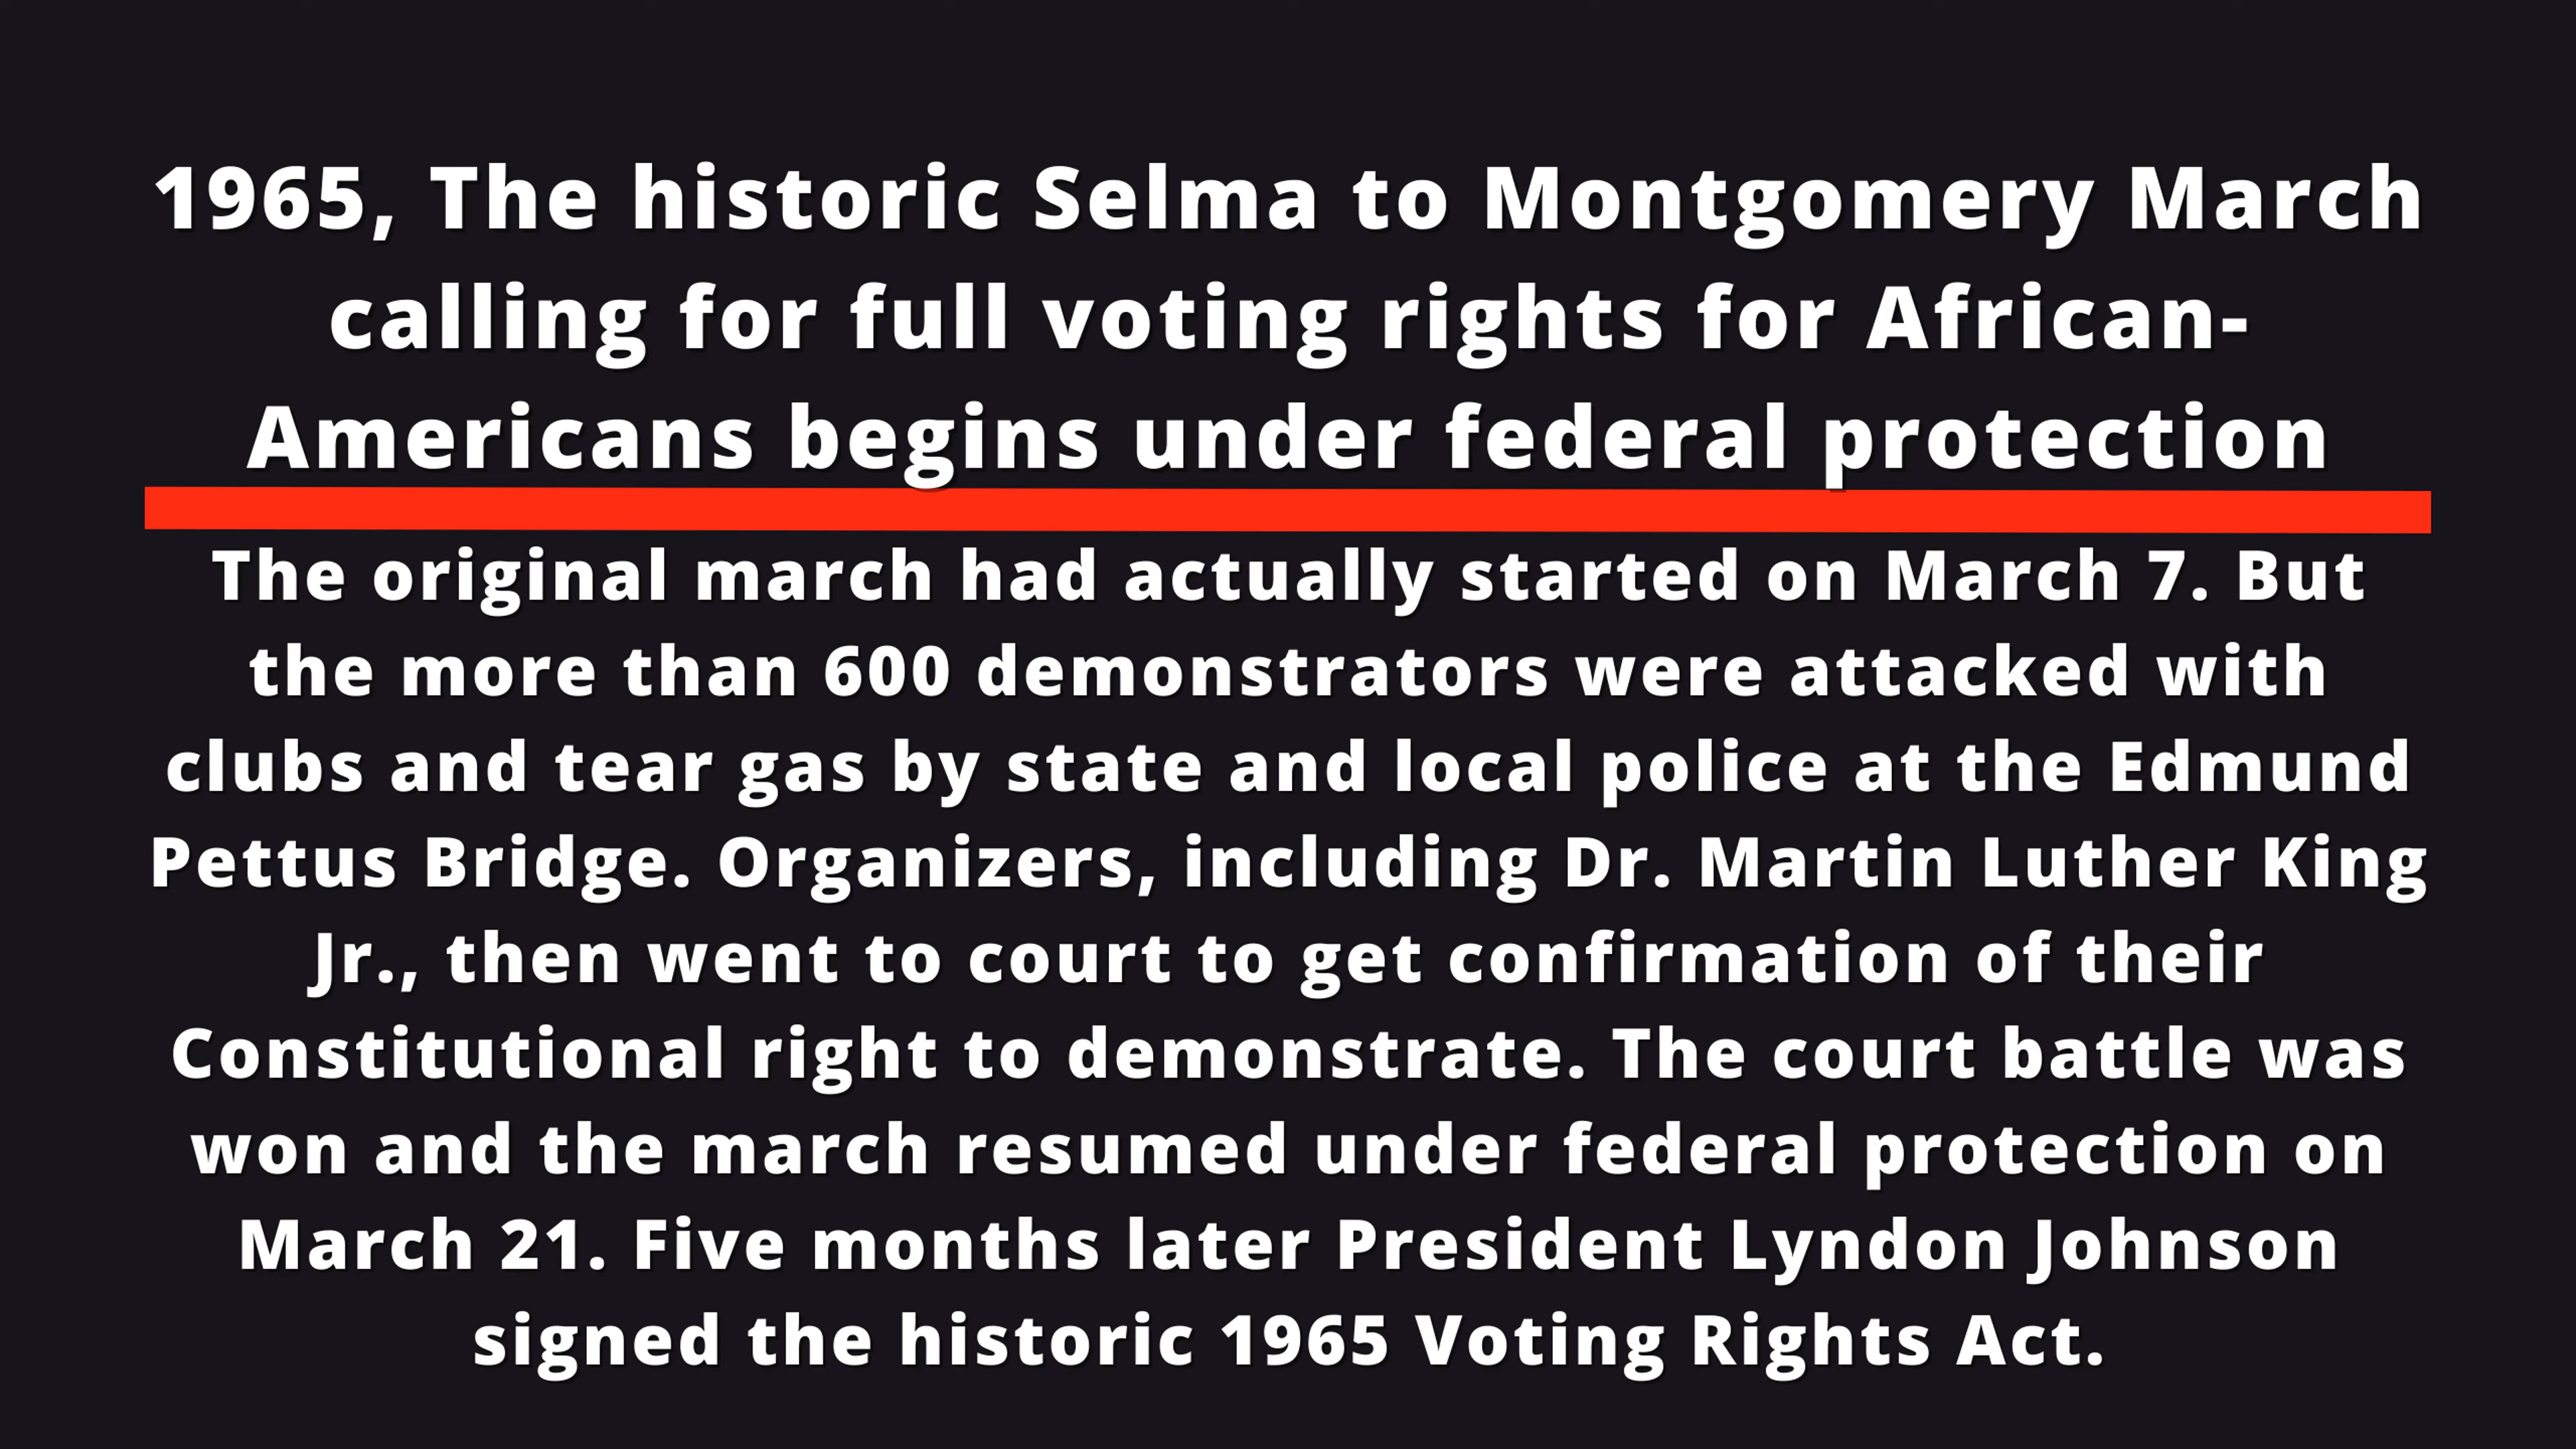 1965, The historic Selma to Montgomery March
calling for full voting rights for African-
Americans begins under federal protection
The original march had actually started on March 7. But
the more than 600 demonstrators were attacked with
clubs and tear gas by state and local police at the Edmund
Pettus Bridge. Organizers, including Dr. Martin Luther King
Jr., then went to court to get confirmation of their
Constitutional right to demonstrate. The court battle was
won and the march resumed under federal protection on
March 21. Five months later President Lyndon Johnson
signed the historic 1965 Voting Rights Act.